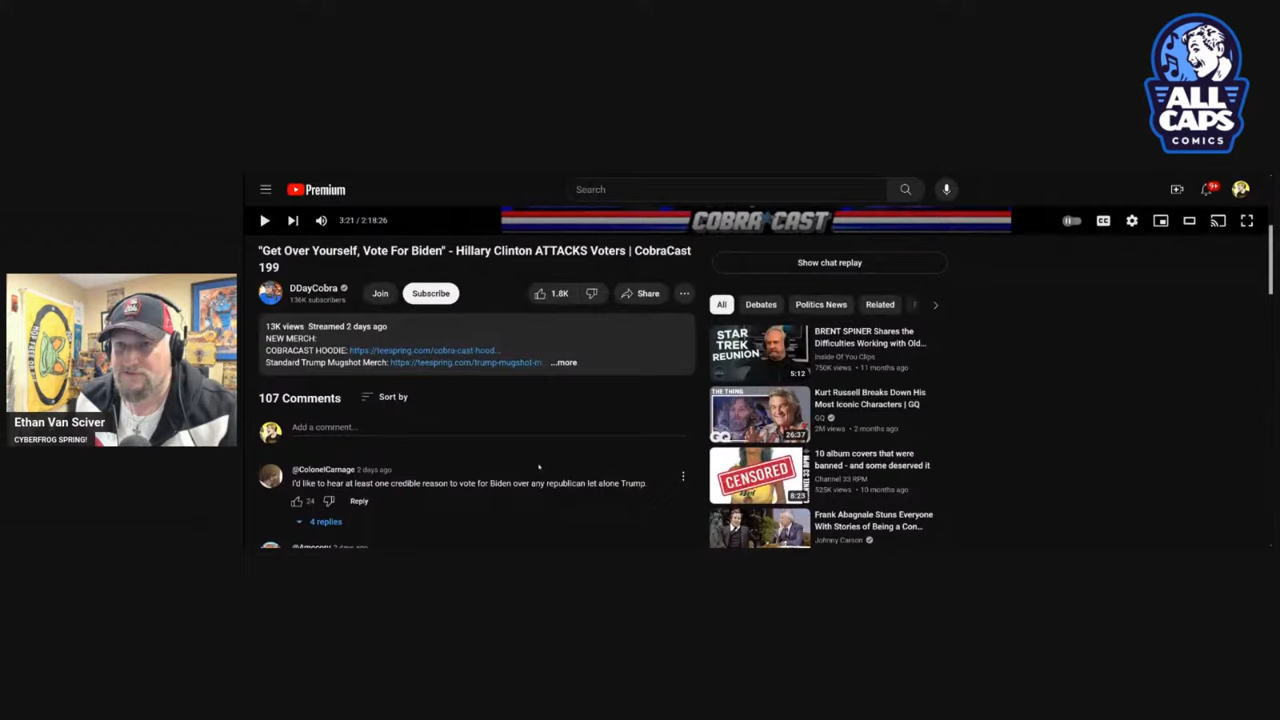 ALL
CAPS
COMICS
Premium
Search
9+
3:21 / 2:18:26
COBRA CAST
CC
"Get Over Yourself, Vote For Biden" - Hillary Clinton ATTACKS Voters | CobraCast
199
Show chat replay
DDayCobra
136K subscribers
Join
Subscribe
1.8K
Share
All
Debates
Politics News
Related
13K views Streamed 2 days ago
NEW MERCH:
COBRACAST HOODIE: https://teespring.com/cobra-cast-hood...
Standard Trump Mugshot Merch: https://teespring.com/trump-mugshot-m
...more
STAR
TREK
REUNION
5:12
BRENT SPINER Shares the
Difficulties Working with Old...
Inside Of You Clips
750K views • 11 months ago
107 Comments
Sort by
Add a comment...
THE THING
GQ
26:37
Kurt Russell Breaks Down His
Most Iconic Characters | GQ
GQ
2M views • 2 months ago
Ethan Van Sciver
CYBERFROG SPRING!
@ColonelCarnage 2 days ago
I'd like to hear at least one credible reason to vote for Biden over any republican let alone Trump.
24
Reply
4 replies
CENSORED
8:23
10 album covers that were
banned - and some deserved it
Channel 33 RPM
525K views • 10 months ago
Frank Abagnale Stuns Everyone
With Stories of Being a Con...
Johnny Carson
2 days ago